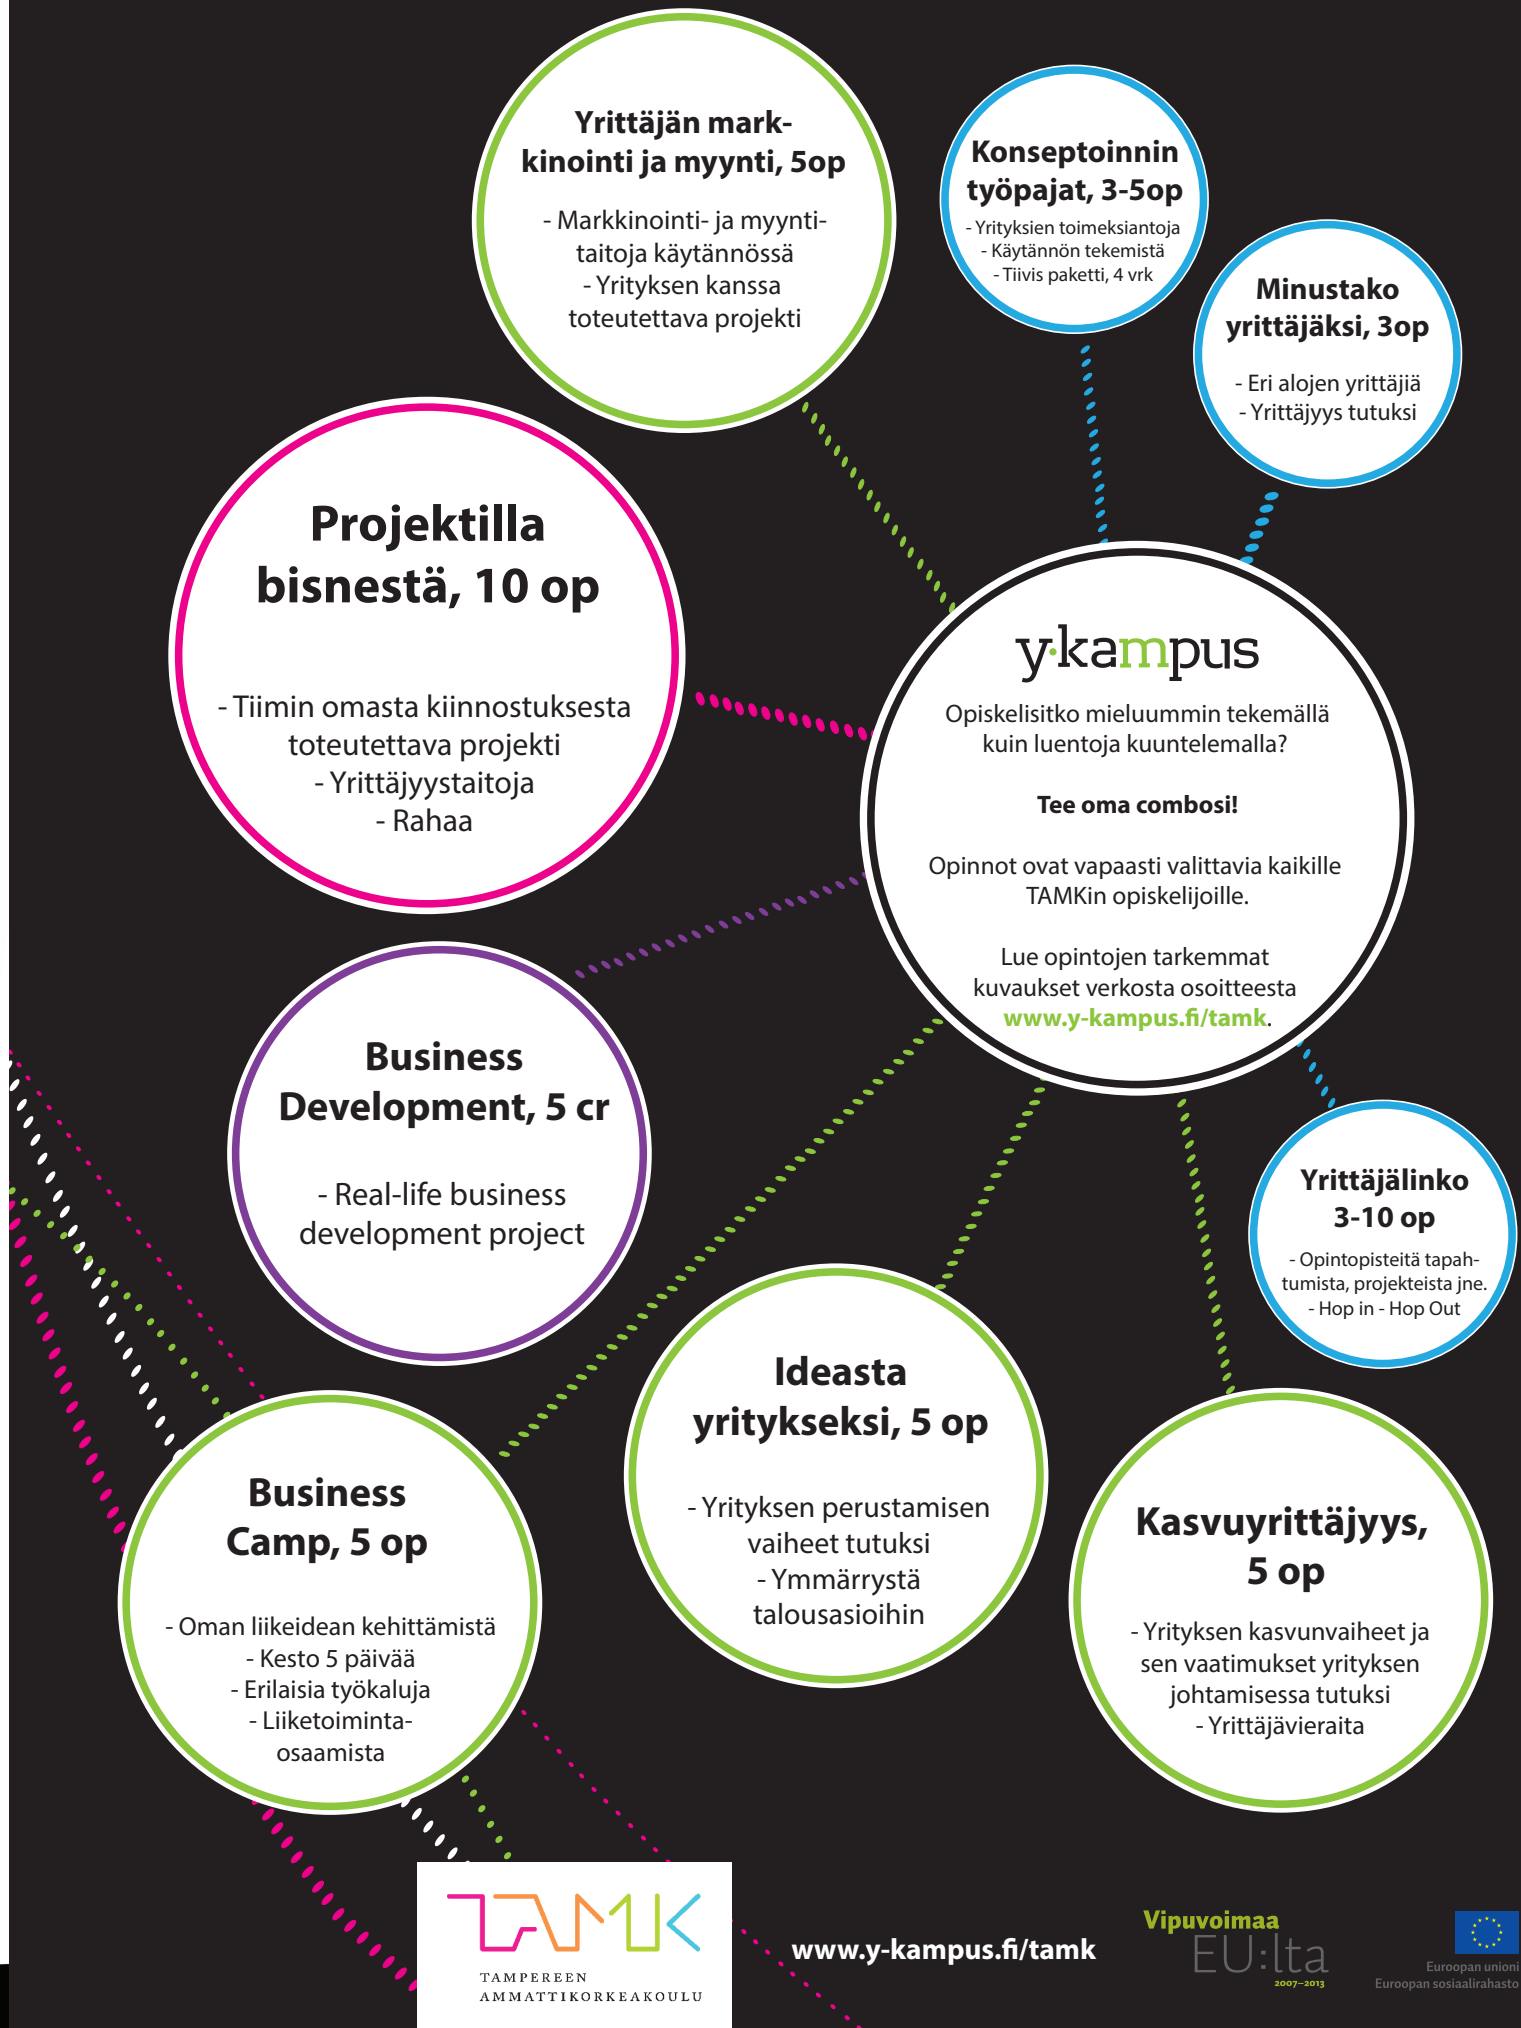 Yrittäjän mark-
kinointi ja myynti, 5op
- Markkinointi- ja myynti-
taitoja käytännössä
- Yrityksen kanssa
toteutettava projekti
Konseptoinnin
työpajat, 3-5op
- Yrityksien toimeksiantoja
- Käytännön tekemistä
- Tiivis paketti, 4 vrk
Minustako
yrittäjäksi, 3op
- Eri alojen yrittäjiä
- Yrittäjyys tutuksi
Projektilla
bisnestä, 10 op
- Tiimin omasta kiinnostuksesta
toteutettava projekti
- Yrittäjyystaitoja
- Rahaa
y·kampus
Opiskelisitko mieluummin tekemällä
kuin luentoja kuuntelemalla?
Tee oma combosi!
Opinnot ovat vapaasti valittavia kaikille
TAMKin opiskelijoille.
Lue opintojen tarkemmat
kuvaukset verkosta osoitteesta
www.y-kampus.fi/tamk.
Business
Development, 5 cr
- Real-life business
development project
Yrittäjälinko
3-10 op
- Opintopisteitä tapah-
tumista, projekteista jne.
- Hop in - Hop Out
Ideasta
yritykseksi, 5 op
- Yrityksen perustamisen
vaiheet tutuksi
- Ymmärrystä
talousasioihin
Business
Camp, 5 op
- Oman liikeidean kehittämistä
- Kesto 5 päivää
- Erilaisia työkaluja
- Liiketoiminta-
osaamista
Kasvuyrittäjyys,
5 op
- Yrityksen kasvunvaiheet ja
sen vaatimukset yrityksen
johtamisessa tutuksi
- Yrittäjävieraita
TAMK
TAMPEREEN
AMMATTIKORKEAKOULU
www.y-kampus.fi/tamk
Vipuvoimaa
EU:lta
2007–2013
Euroopan unioni
Euroopan sosiaalirahasto